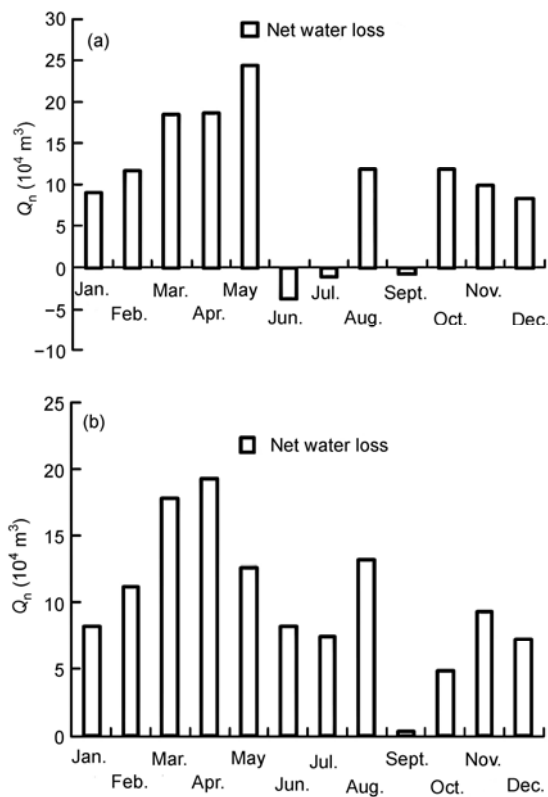 (a)
Net water loss
Qn (10⁴ m³)
30
25
20
15
10
5
0
−5
−10
Jan.
Feb.
Mar.
Apr.
May
Jun.
Jul.
Aug.
Sept.
Oct.
Nov.
Dec.
(b)
Net water loss
Qn (10⁴ m³)
25
20
15
10
5
0
Jan.
Feb.
Mar.
Apr.
May
Jun.
Jul.
Aug.
Sept.
Oct.
Nov.
Dec.